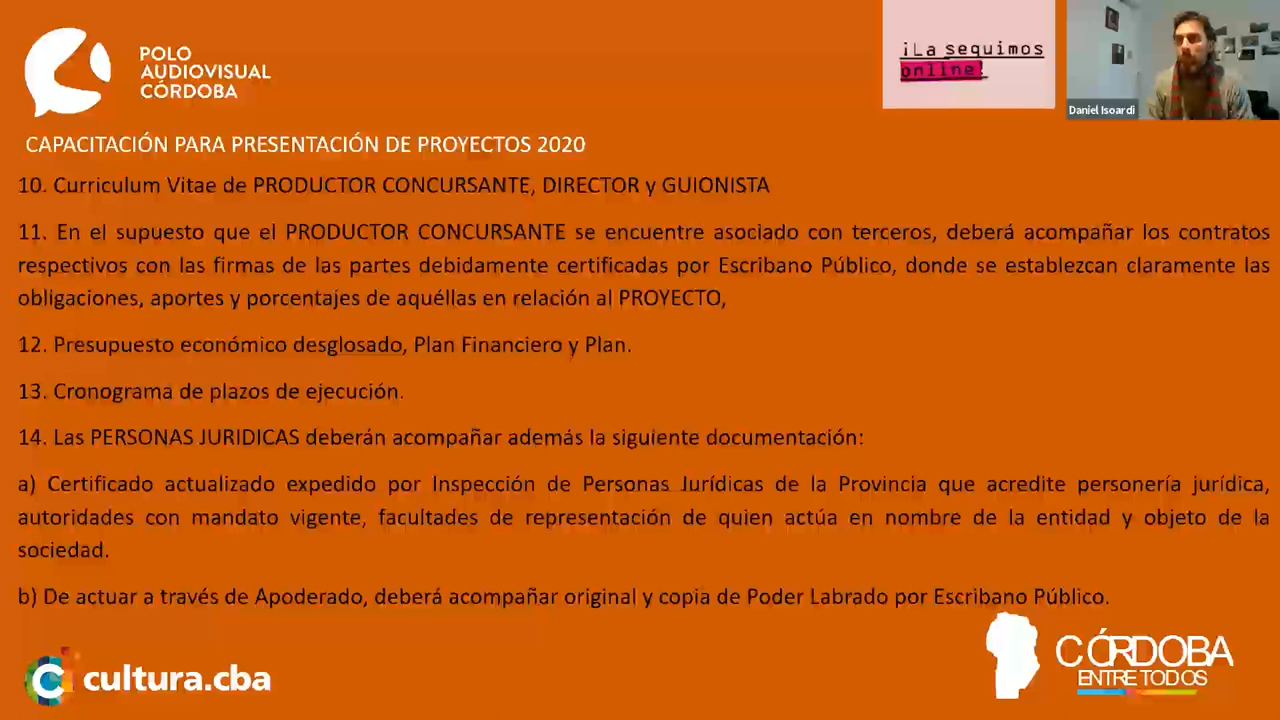 POLO
AUDIOVISUAL
CÓRDOBA
¡La seguimos
online!
Daniel Isoardi
CAPACITACIÓN PARA PRESENTACIÓN DE PROYECTOS 2020
10. Curriculum Vitae de PRODUCTOR CONCURSANTE, DIRECTOR y GUIONISTA
11. En el supuesto que el PRODUCTOR CONCURSANTE se encuentre asociado con terceros, deberá acompañar los contratos
respectivos con las firmas de las partes debidamente certificadas por Escribano Público, donde se establezcan claramente las
obligaciones, aportes y porcentajes de aquéllas en relación al PROYECTO,
12. Presupuesto económico desglosado, Plan Financiero y Plan.
13. Cronograma de plazos de ejecución.
14. Las PERSONAS JURIDICAS deberán acompañar además la siguiente documentación:
a) Certificado actualizado expedido por Inspección de Personas Jurídicas de la Provincia que acredite personería jurídica,
autoridades con mandato vigente, facultades de representación de quien actúa en nombre de la entidad y objeto de la
sociedad.
b) De actuar a través de Apoderado, deberá acompañar original y copia de Poder Labrado por Escribano Público.
cultura.cba
CÓRDOBA
ENTRE TODOS